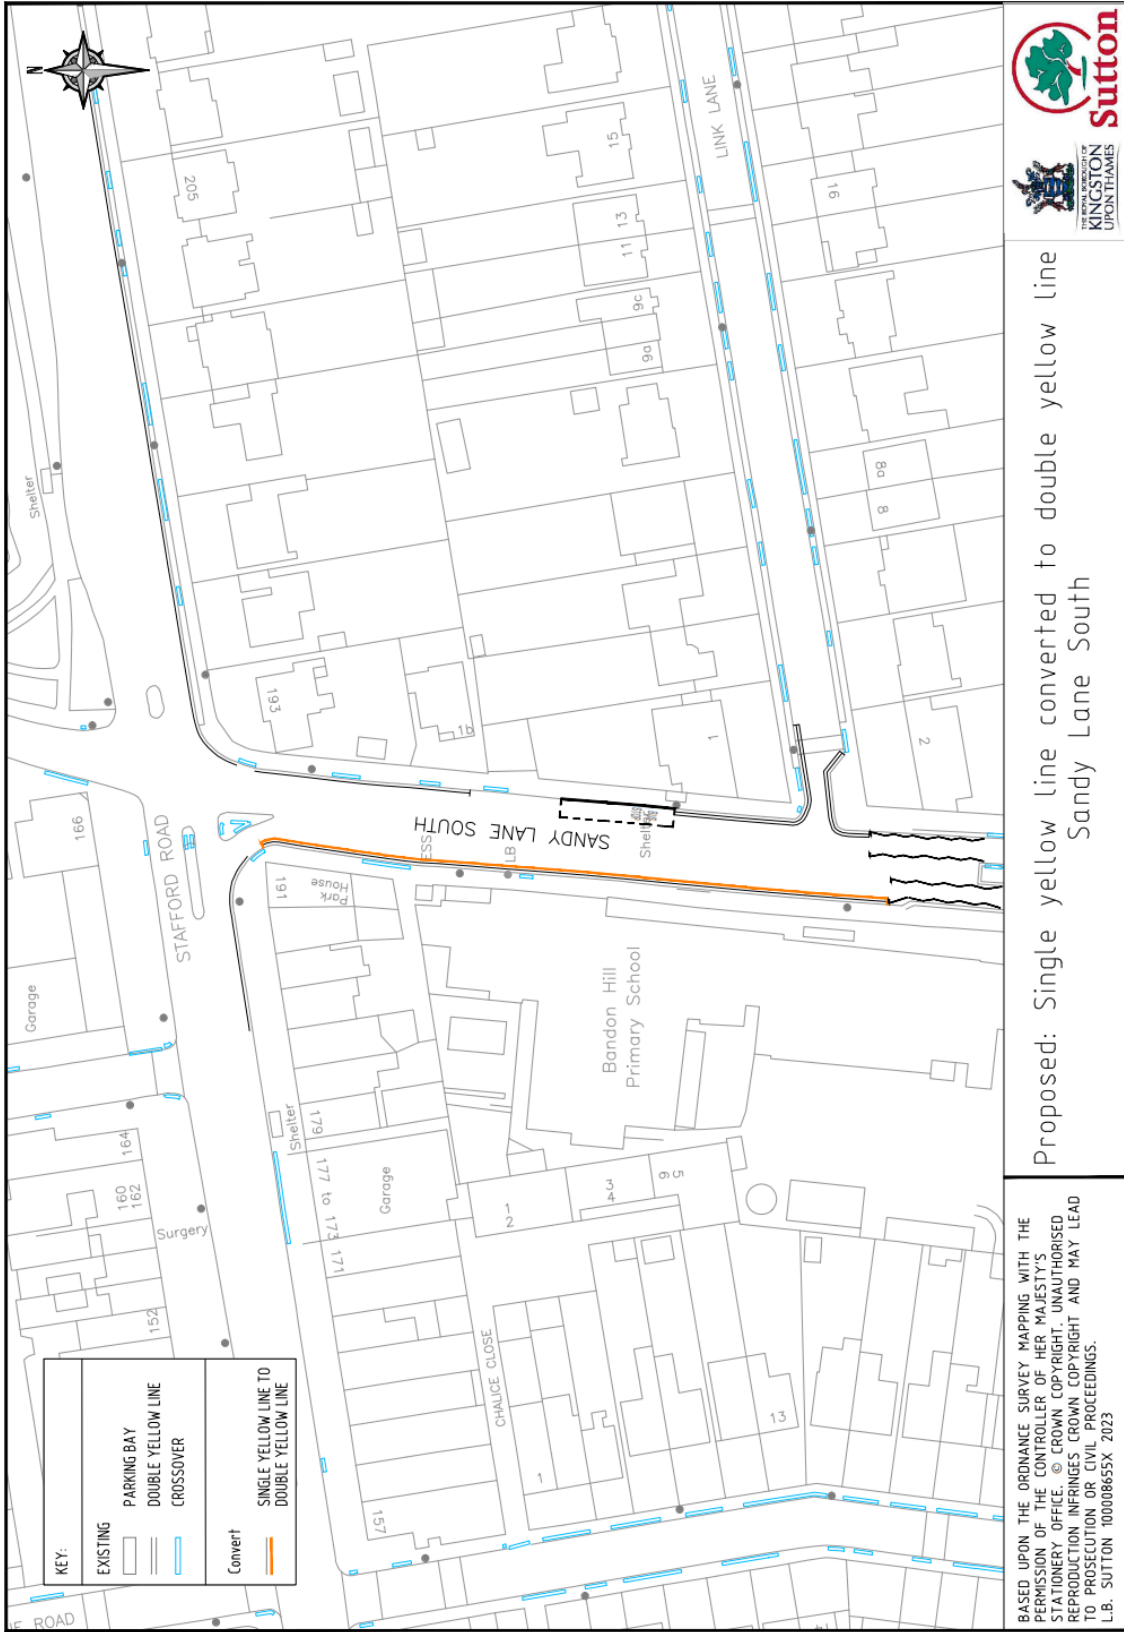 N
Shelter
205
193
1b
15
13
11
9c
9a
1
LINK LANE
16
8a
8
2
166
STAFFORD ROAD
Garage
164
160
162
Surgery
152
191
Park
House
ESS
LB
SANDY LANE SOUTH
Shelter
BUS
STOP
Bandon Hill
Primary School
Shelter
179
177 to 173
171
Garage
1
2
3
4
5
6
CHALICE CLOSE
1
13
157
ROAD
KEY:
EXISTING
PARKING BAY
DOUBLE YELLOW LINE
CROSSOVER
Convert
SINGLE YELLOW LINE TO
DOUBLE YELLOW LINE
BASED UPON THE ORDNANCE SURVEY MAPPING WITH THE
PERMISSION OF THE CONTROLLER OF HER MAJESTY'S
STATIONERY OFFICE. © CROWN COPYRIGHT. UNAUTHORISED
REPRODUCTION INFRINGES CROWN COPYRIGHT AND MAY LEAD
TO PROSECUTION OR CIVIL PROCEEDINGS.
L.B. SUTTON 100008655X 2023
Proposed: Single yellow line converted to double yellow line
Sandy Lane South
THE ROYAL BOROUGH OF
KINGSTON
UPON THAMES
Sutton